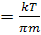 = kT / πm